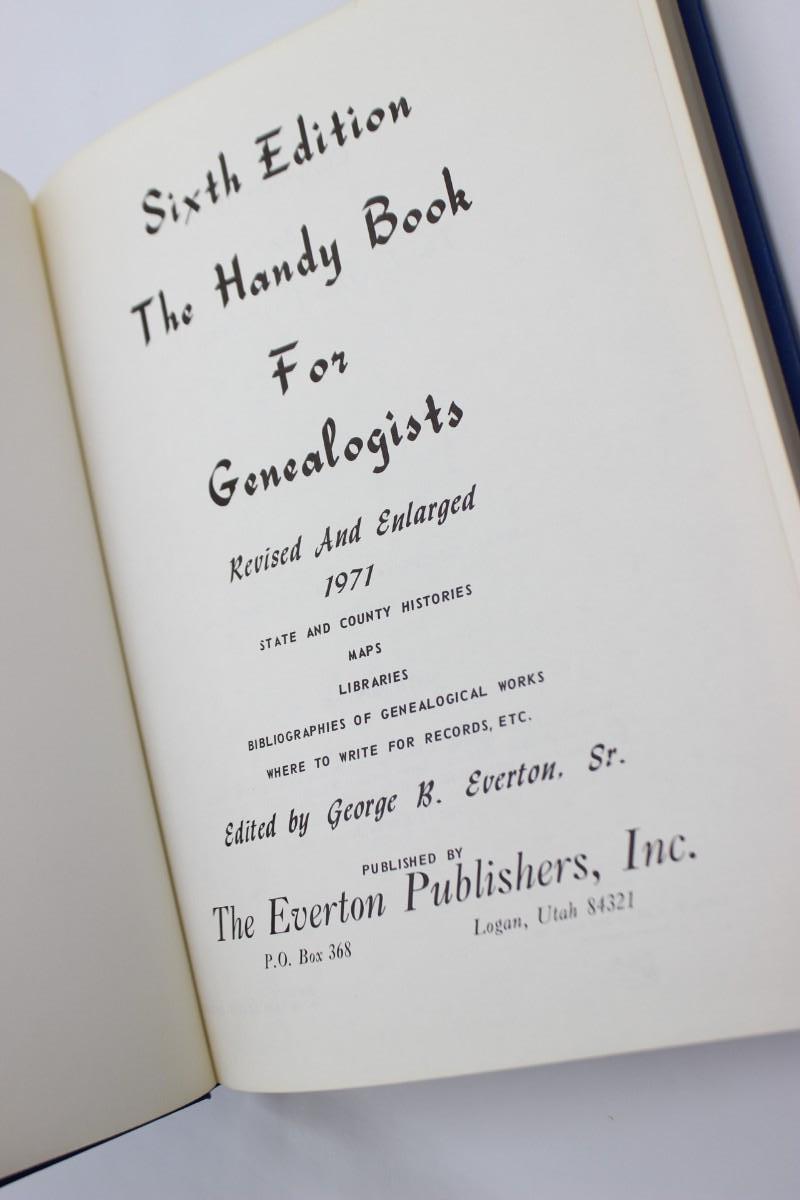 Sixth Edition
The Handy Book
For
Genealogists
Revised And Enlarged
1971
STATE AND COUNTY HISTORIES
MAPS
LIBRARIES
BIBLIOGRAPHIES OF GENEALOGICAL WORKS
WHERE TO WRITE FOR RECORDS, ETC.
Edited by George B. Everton, Sr.
PUBLISHED BY
The Everton Publishers, Inc.
P.O. Box 368 Logan, Utah 84321